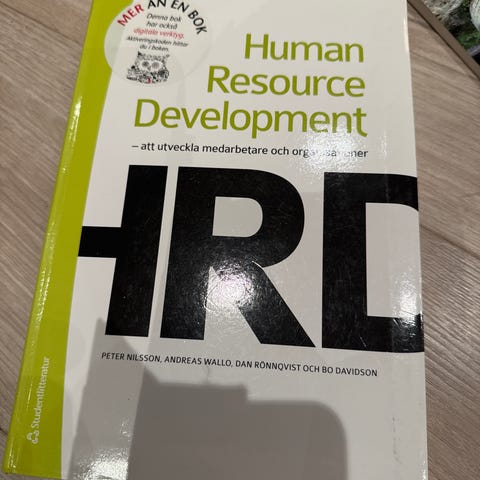 MER ÄN EN BOK
Denna bok
har också
digitala verktyg.
Aktiveringskoden hittar
du i boken.
Human
Resource
Development
– att utveckla medarbetare och organisationer
HRD
PETER NILSSON, ANDREAS WALLO, DAN RÖNNQVIST OCH BO DAVIDSON
Studentlitteratur